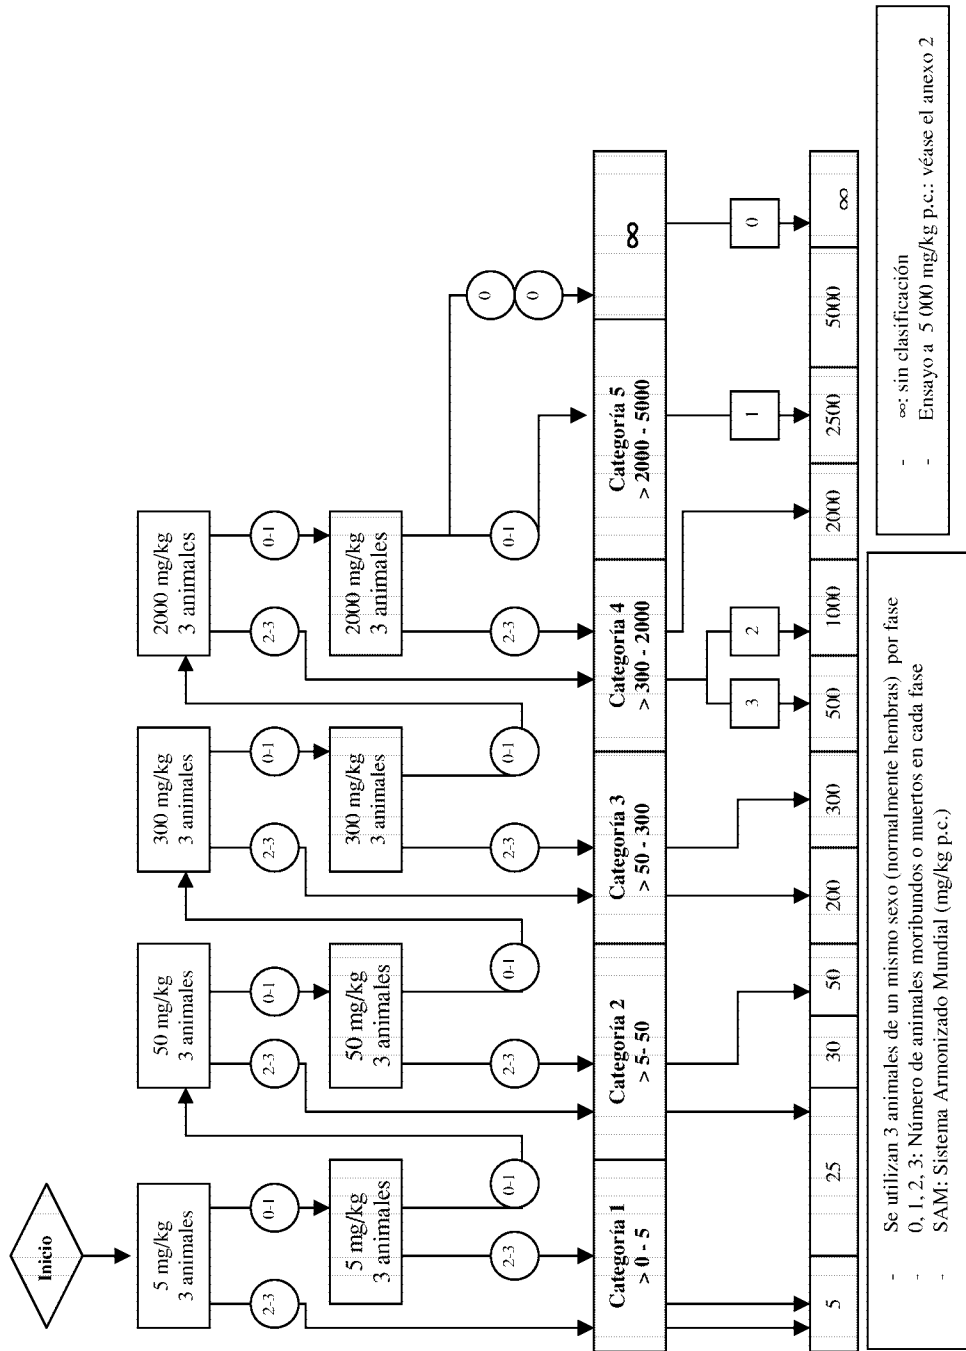 Inicio
5 mg/kg
3 animales
50 mg/kg
3 animales
300 mg/kg
3 animales
2000 mg/kg
3 animales
2-3
0-1
2-3
0-1
2-3
0-1
2-3
0-1
5 mg/kg
3 animales
50 mg/kg
3 animales
300 mg/kg
3 animales
2000 mg/kg
3 animales
2-3
0-1
2-3
0-1
2-3
0-1
2-3
0-1
0
0
Categoría 1
> 0 - 5
Categoría 2
> 5- 50
Categoría 3
> 50 - 300
Categoría 4
> 300 - 2000
Categoría 5
> 2000 - 5000
∞
3
2
1
0
5
25
30
50
200
300
500
1000
2000
2500
5000
∞
- Se utilizan 3 animales de un mismo sexo (normalmente hembras) por fase
- 0, 1, 2, 3: Número de animales moribundos o muertos en cada fase
- SAM: Sistema Armonizado Mundial (mg/kg p.c.)
- ∞: sin clasificación
- Ensayo a 5 000 mg/kg p.c.: véase el anexo 2